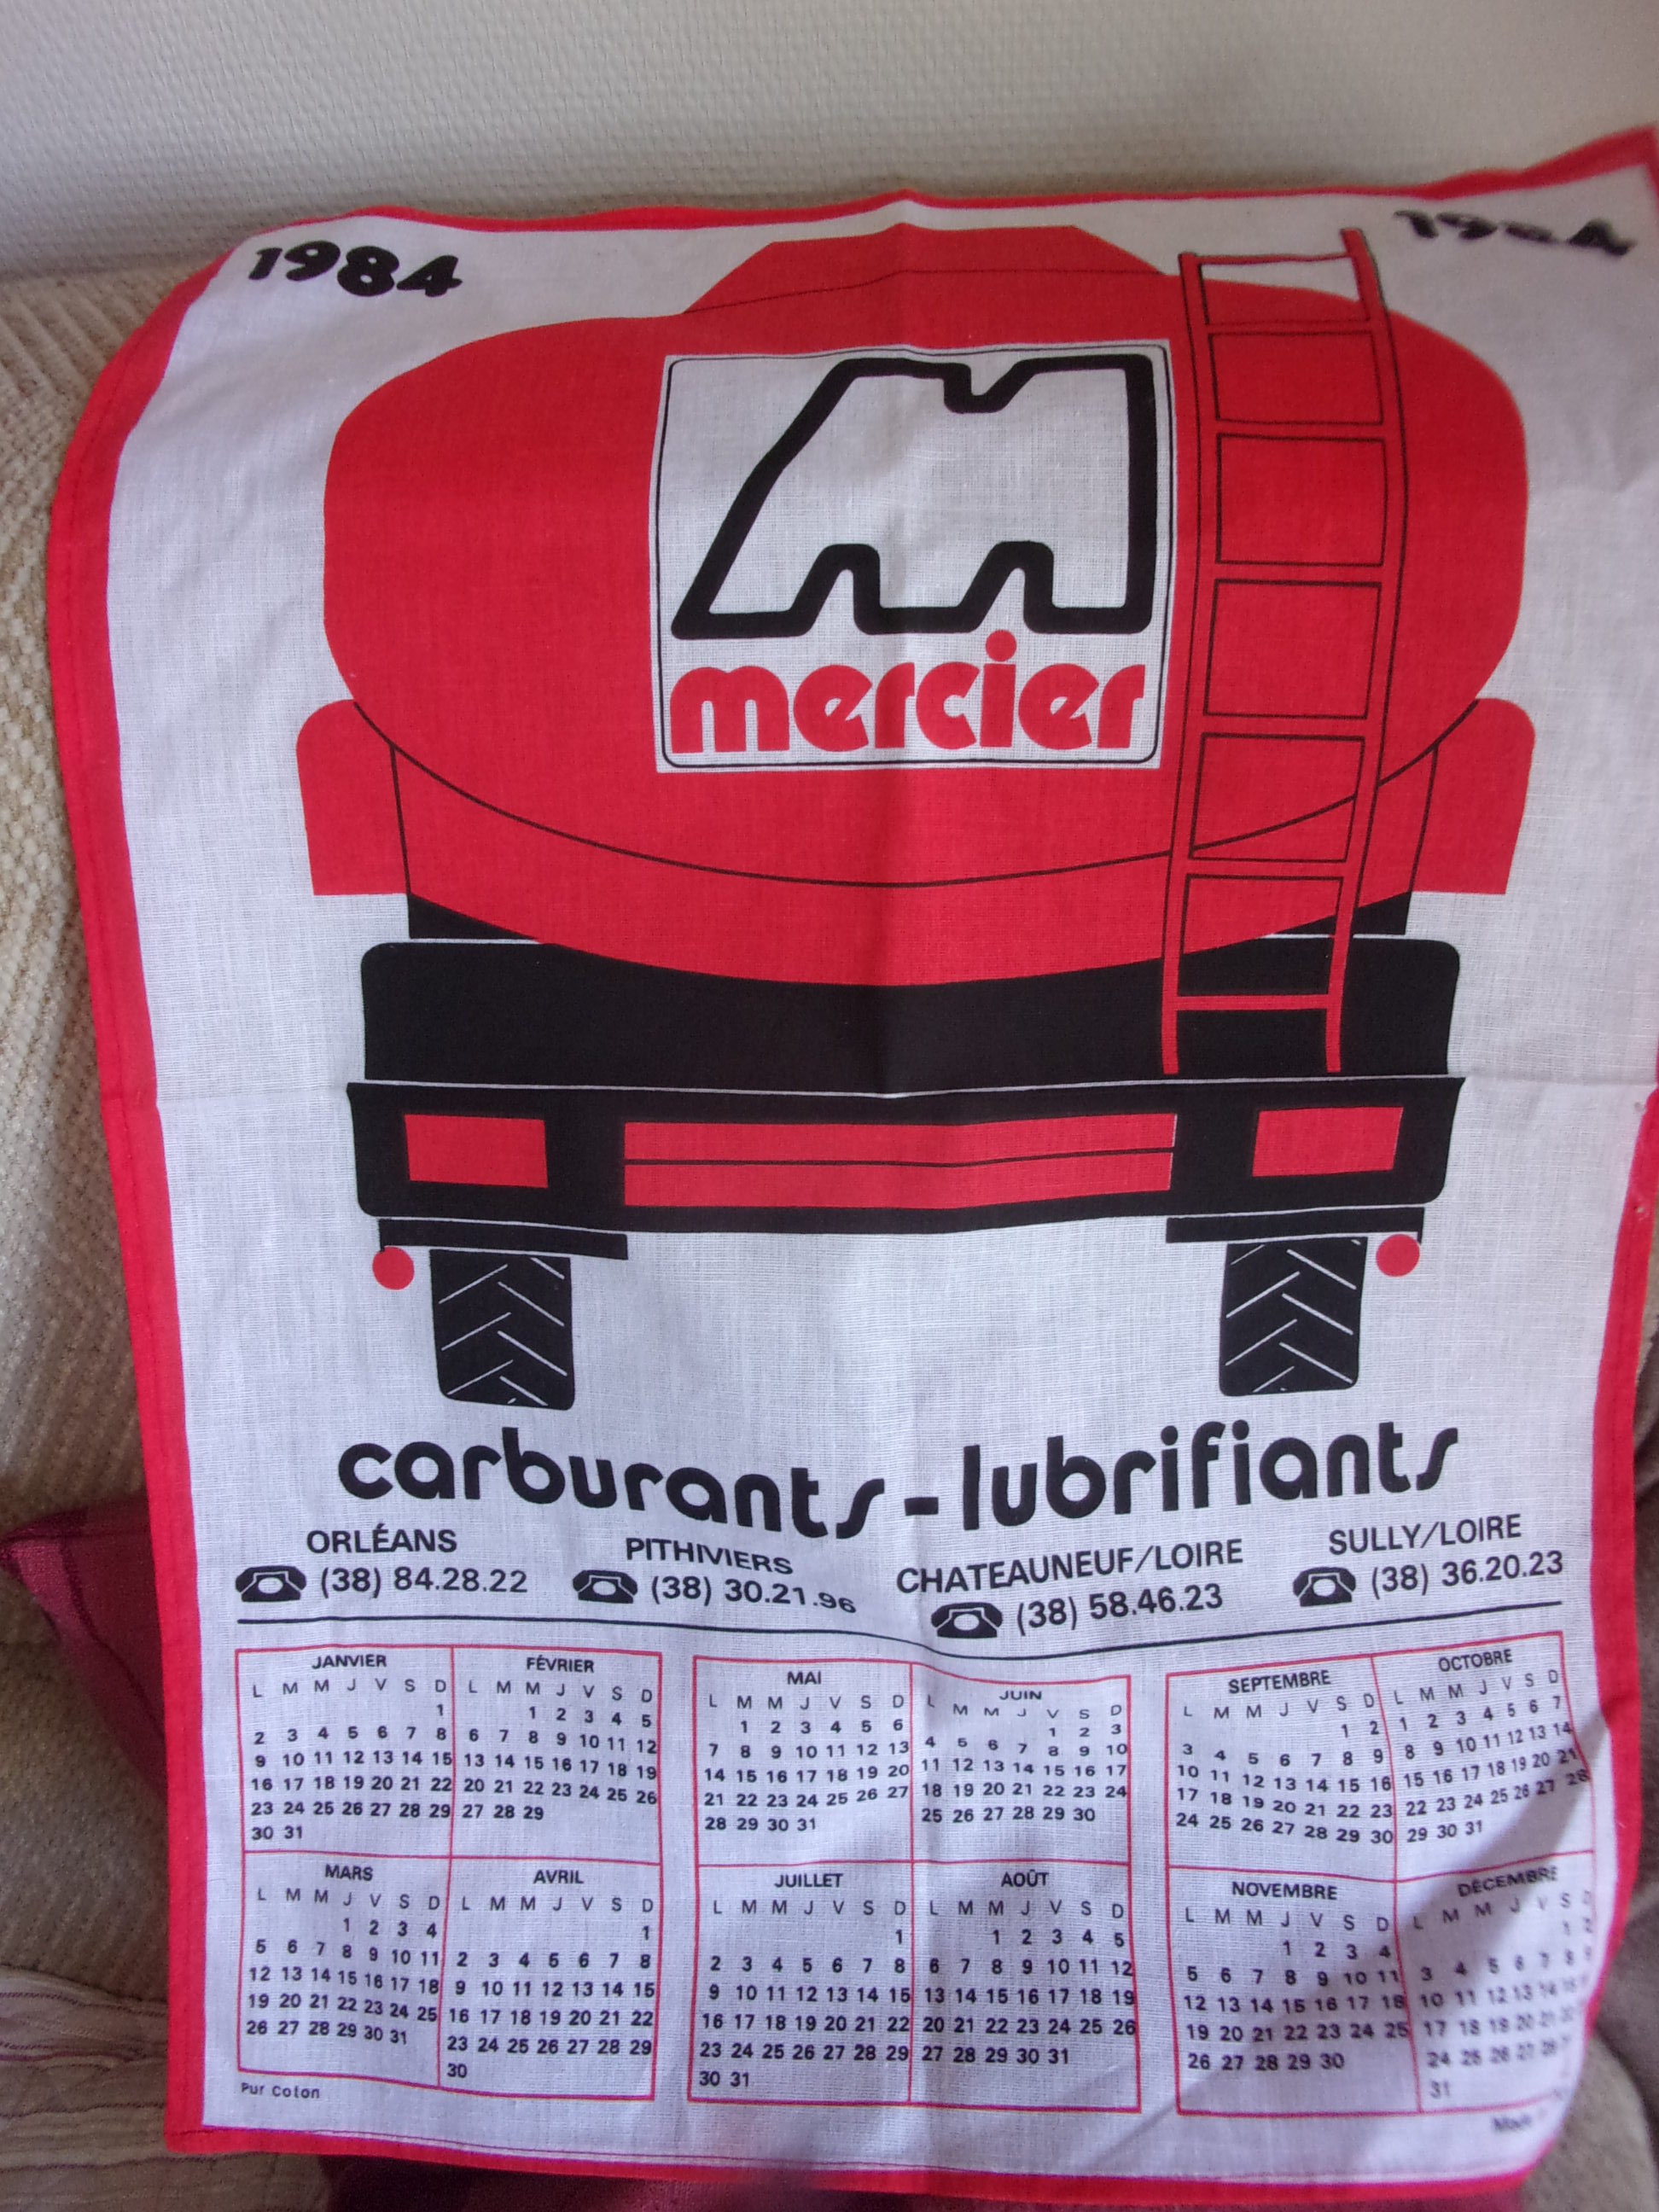 1984
1984
mercier
carburants - lubrifiants
ORLÉANS
(38) 84.28.22
PITHIVIERS
(38) 30.21.96
CHATEAUNEUF/LOIRE
(38) 58.46.23
SULLY/LOIRE
(38) 36.20.23
JANVIER
L M M J V S D
1
2 3 4 5 6 7 8
9 10 11 12 13 14 15
16 17 18 19 20 21 22
23 24 25 26 27 28 29
30 31
FÉVRIER
L M M J V S D
1 2 3 4 5
6 7 8 9 10 11 12
13 14 15 16 17 18 19
20 21 22 23 24 25 26
27 28 29
MARS
L M M J V S D
1 2 3 4
5 6 7 8 9 10 11
12 13 14 15 16 17 18
19 20 21 22 23 24 25
26 27 28 29 30 31
AVRIL
L M M J V S D
1
2 3 4 5 6 7 8
9 10 11 12 13 14 15
16 17 18 19 20 21 22
23 24 25 26 27 28 29
30
MAI
L M M J V S D
1 2 3 4 5 6
7 8 9 10 11 12 13
14 15 16 17 18 19 20
21 22 23 24 25 26 27
28 29 30 31
JUIN
L M M J V S D
1 2 3
4 5 6 7 8 9 10
11 12 13 14 15 16 17
18 19 20 21 22 23 24
25 26 27 28 29 30
JUILLET
L M M J V S D
1
2 3 4 5 6 7 8
9 10 11 12 13 14 15
16 17 18 19 20 21 22
23 24 25 26 27 28 29
30 31
AOÛT
L M M J V S D
1 2 3 4 5
6 7 8 9 10 11 12
13 14 15 16 17 18 19
20 21 22 23 24 25 26
27 28 29 30 31
SEPTEMBRE
L M M J V S D
1 2
3 4 5 6 7 8 9
10 11 12 13 14 15 16
17 18 19 20 21 22 23
24 25 26 27 28 29 30
OCTOBRE
L M M J V S D
1 2 3 4 5 6 7
8 9 10 11 12 13 14
15 16 17 18 19 20 21
22 23 24 25 26 27 28
29 30 31
NOVEMBRE
L M M J V S D
1 2 3 4
5 6 7 8 9 10 11
12 13 14 15 16 17 18
19 20 21 22 23 24 25
26 27 28 29 30
DÉCEMBRE
L M M J V S D
1 2
3 4 5 6 7 8 9
10 11 12 13 14 15 16
17 18 19 20 21 22
24 25 26 27 28
31
Pur Coton
Made